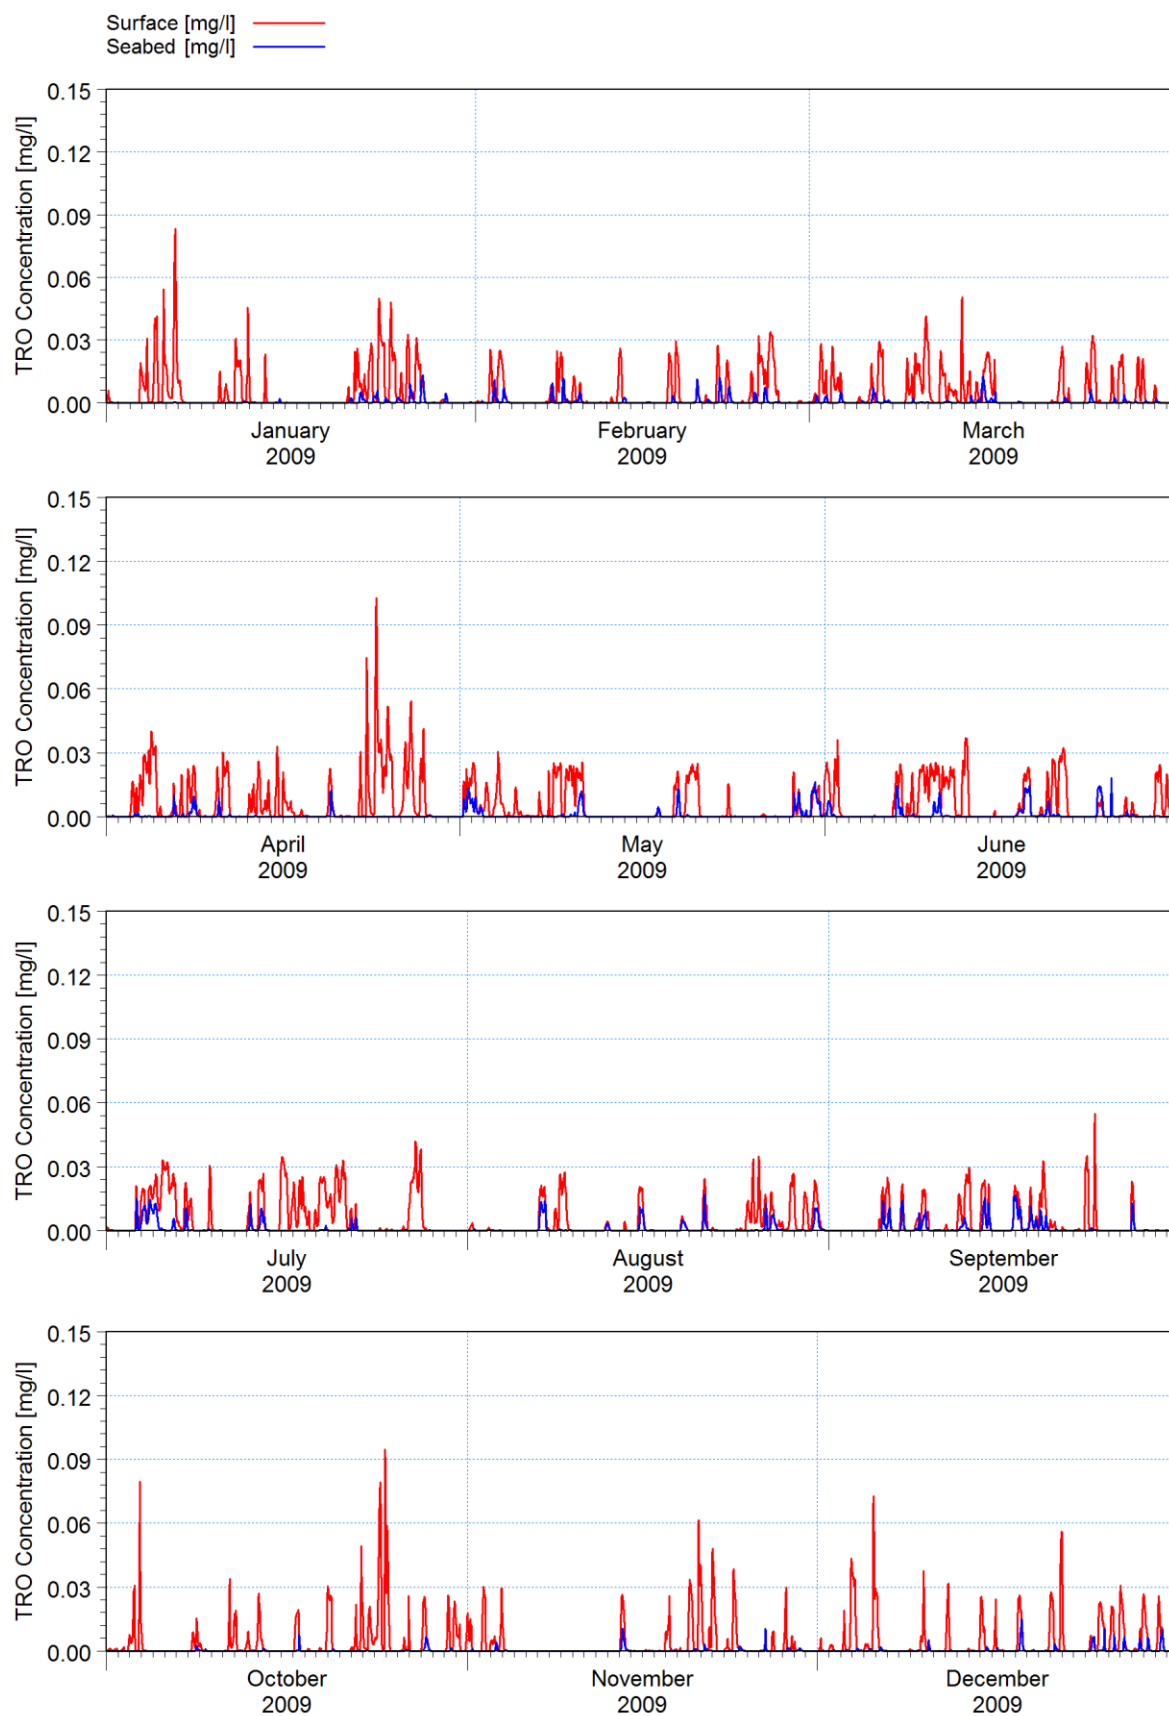 Surface [mg/l]
Seabed [mg/l]
TRO Concentration [mg/l]
0.15
0.12
0.09
0.06
0.03
0.00
January February March
2009 2009 2009
TRO Concentration [mg/l]
0.15
0.12
0.09
0.06
0.03
0.00
April May June
2009 2009 2009
TRO Concentration [mg/l]
0.15
0.12
0.09
0.06
0.03
0.00
July August September
2009 2009 2009
TRO Concentration [mg/l]
0.15
0.12
0.09
0.06
0.03
0.00
October November December
2009 2009 2009